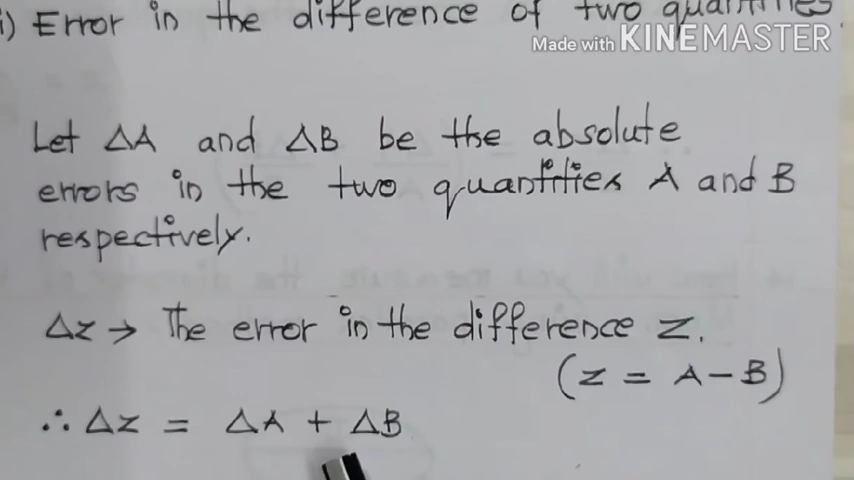 i) Error in the difference of two quantities.
Made with KINEMASTER
Let ΔA and ΔB be the absolute
errors in the two quantities A and B
respectively.
ΔZ → The error in the difference Z.
(Z = A – B)
∴ ΔZ = ΔA + ΔB